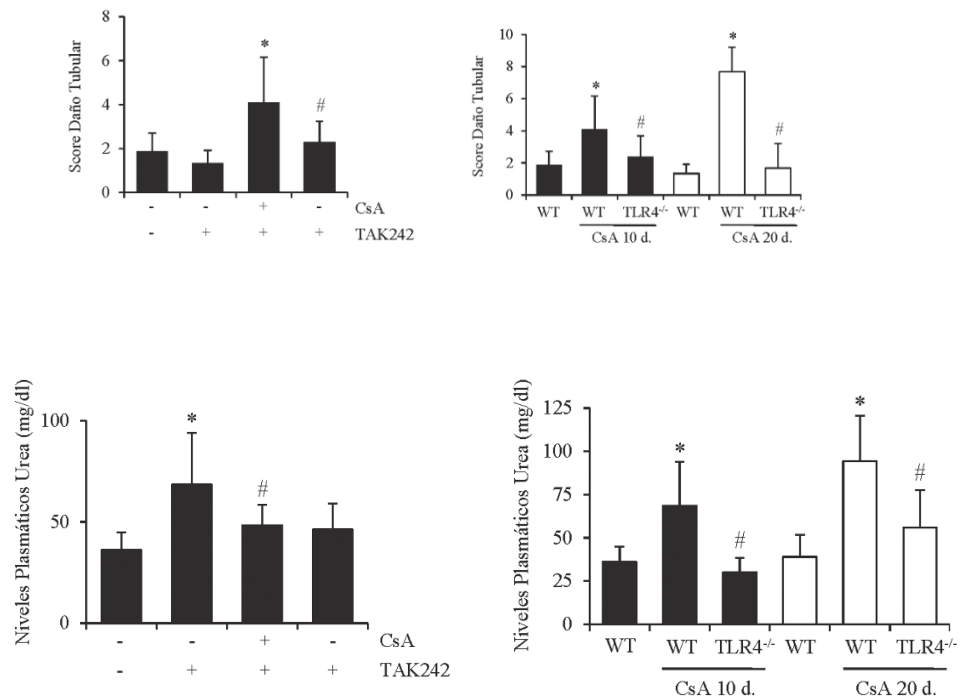 Score Daño Tubular
8
6
4
2
0
*
#
- - + - CsA
- + + + TAK242
Score Daño Tubular
10
8
6
4
2
0
*
#
*
#
WT WT TLR4-/- WT WT TLR4-/-
CsA 10 d. CsA 20 d.
Niveles Plasmáticos Urea (mg/dl)
100
50
0
*
#
- - + - CsA
- + + + TAK242
Niveles Plasmáticos Urea (mg/dl)
125
100
75
50
25
0
*
#
*
#
WT WT TLR4-/- WT WT TLR4-/-
CsA 10 d. CsA 20 d.